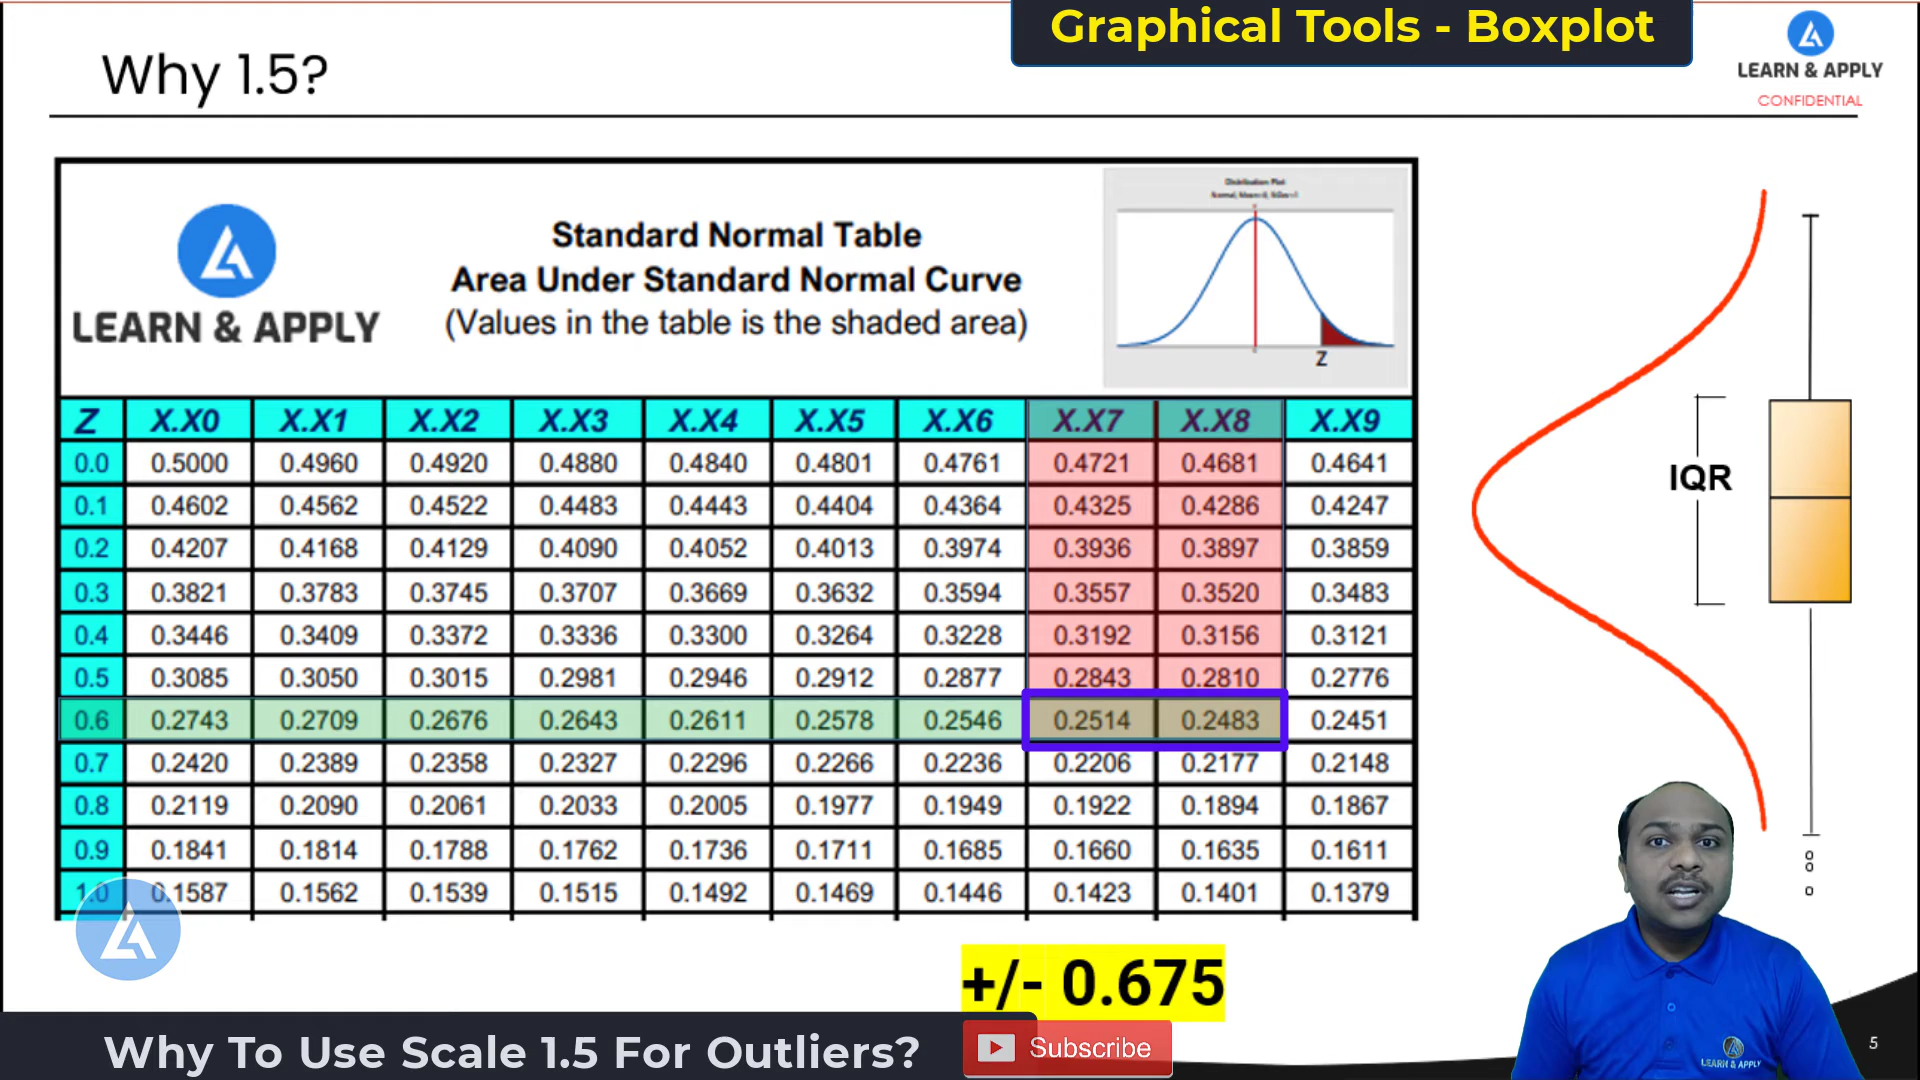 Graphical Tools - Boxplot
Why 1.5?
LEARN & APPLY
CONFIDENTIAL
LEARN & APPLY
Standard Normal Table
Area Under Standard Normal Curve
(Values in the table is the shaded area)
Distribution Plot
Z
Z X.X0 X.X1 X.X2 X.X3 X.X4 X.X5 X.X6 X.X7 X.X8 X.X9
0.0 0.5000 0.4960 0.4920 0.4880 0.4840 0.4801 0.4761 0.4721 0.4681 0.4641
0.1 0.4602 0.4562 0.4522 0.4483 0.4443 0.4404 0.4364 0.4325 0.4286 0.4247
0.2 0.4207 0.4168 0.4129 0.4090 0.4052 0.4013 0.3974 0.3936 0.3897 0.3859
0.3 0.3821 0.3783 0.3745 0.3707 0.3669 0.3632 0.3594 0.3557 0.3520 0.3483
0.4 0.3446 0.3409 0.3372 0.3336 0.3300 0.3264 0.3228 0.3192 0.3156 0.3121
0.5 0.3085 0.3050 0.3015 0.2981 0.2946 0.2912 0.2877 0.2843 0.2810 0.2776
0.6 0.2743 0.2709 0.2676 0.2643 0.2611 0.2578 0.2546 0.2514 0.2483 0.2451
0.7 0.2420 0.2389 0.2358 0.2327 0.2296 0.2266 0.2236 0.2206 0.2177 0.2148
0.8 0.2119 0.2090 0.2061 0.2033 0.2005 0.1977 0.1949 0.1922 0.1894 0.1867
0.9 0.1841 0.1814 0.1788 0.1762 0.1736 0.1711 0.1685 0.1660 0.1635 0.1611
1.0 0.1587 0.1562 0.1539 0.1515 0.1492 0.1469 0.1446 0.1423 0.1401 0.1379
IQR
+/- 0.675
Why To Use Scale 1.5 For Outliers?
Subscribe
LEARN & APPLY
5